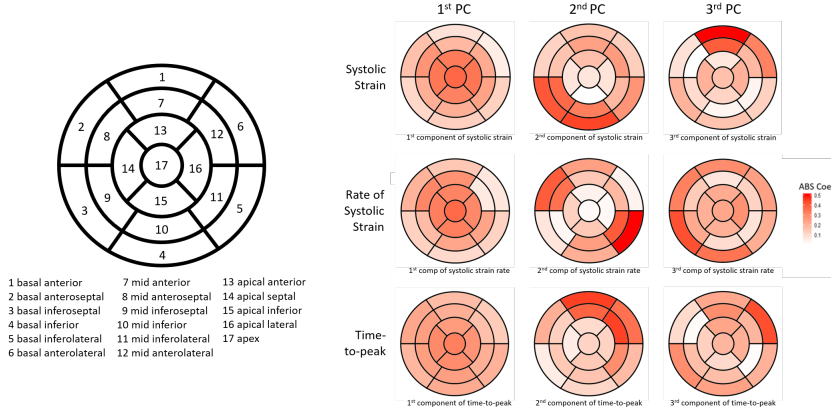 1st PC
2nd PC
3rd PC
Systolic
Strain
1st component of systolic strain
2nd component of systolic strain
3rd component of systolic strain
Rate of
Systolic
Strain
1st comp of systolic strain rate
2nd comp of systolic strain rate
3rd comp of systolic strain rate
Time-
to-peak
1st component of time-to-peak
2nd component of time-to-peak
3rd component of time-to-peak
ABS Coe
0.5
0.4
0.3
0.2
0.1
1
7
2
8
13
12
6
14
17
16
3
9
15
11
5
10
4
1 basal anterior
2 basal anteroseptal
3 basal inferoseptal
4 basal inferior
5 basal inferolateral
6 basal anterolateral
7 mid anterior
8 mid anteroseptal
9 mid inferoseptal
10 mid inferior
11 mid inferolateral
12 mid anterolateral
13 apical anterior
14 apical septal
15 apical inferior
16 apical lateral
17 apex